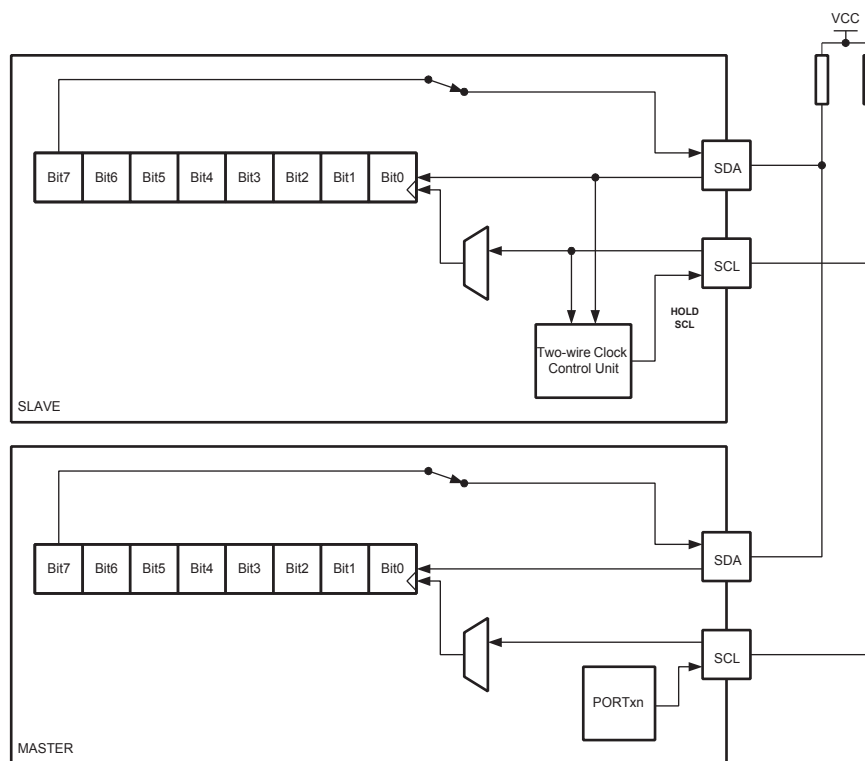 VCC
SDA
Bit7 Bit6 Bit5 Bit4 Bit3 Bit2 Bit1 Bit0
SCL
HOLD
SCL
Two-wire Clock
Control Unit
SLAVE
SDA
Bit7 Bit6 Bit5 Bit4 Bit3 Bit2 Bit1 Bit0
SCL
PORTxn
MASTER